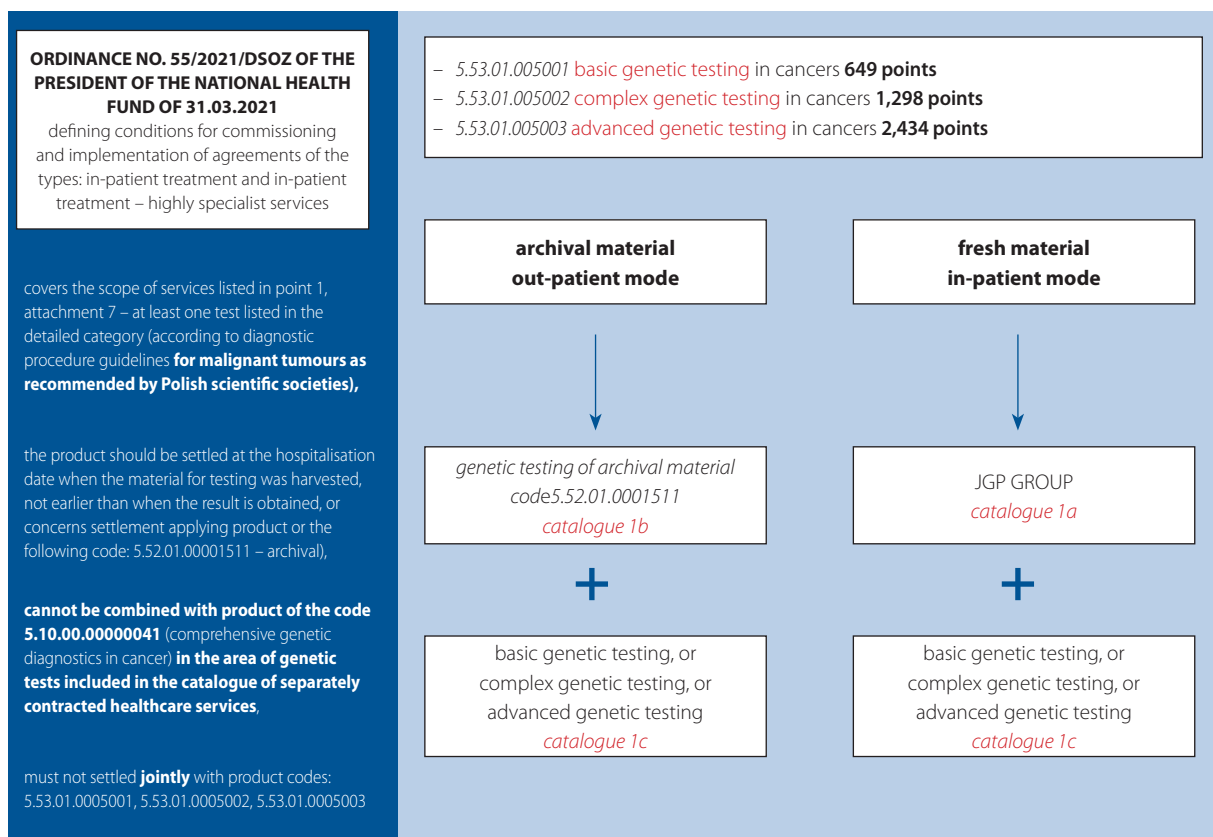 ORDINANCE NO. 55/2021/DSOZ OF THE
PRESIDENT OF THE NATIONAL HEALTH
FUND OF 31.03.2021
defining conditions for commissioning
and implementation of agreements of the
types: in-patient treatment and in-patient
treatment – highly specialist services
covers the scope of services listed in point 1,
attachment 7 – at least one test listed in the
detailed category (according to diagnostic
procedure guidelines for malignant tumours as
recommended by Polish scientific societies),
the product should be settled at the hospitalisation
date when the material for testing was harvested,
not earlier than when the result is obtained, or
concerns settlement applying product or the
following code: 5.52.01.00001511 – archival),
cannot be combined with product of the code
5.10.00.00000041 (comprehensive genetic
diagnostics in cancer) in the area of genetic
tests included in the catalogue of separately
contracted healthcare services,
must not settled jointly with product codes:
5.53.01.0005001, 5.53.01.0005002, 5.53.01.0005003
– 5.53.01.005001 basic genetic testing in cancers 649 points
– 5.53.01.005002 complex genetic testing in cancers 1,298 points
– 5.53.01.005003 advanced genetic testing in cancers 2,434 points
archival material
out-patient mode
genetic testing of archival material
code5.52.01.0001511
catalogue 1b
+
basic genetic testing, or
complex genetic testing, or
advanced genetic testing
catalogue 1c
fresh material
in-patient mode
JGP GROUP
catalogue 1a
+
basic genetic testing, or
complex genetic testing, or
advanced genetic testing
catalogue 1c